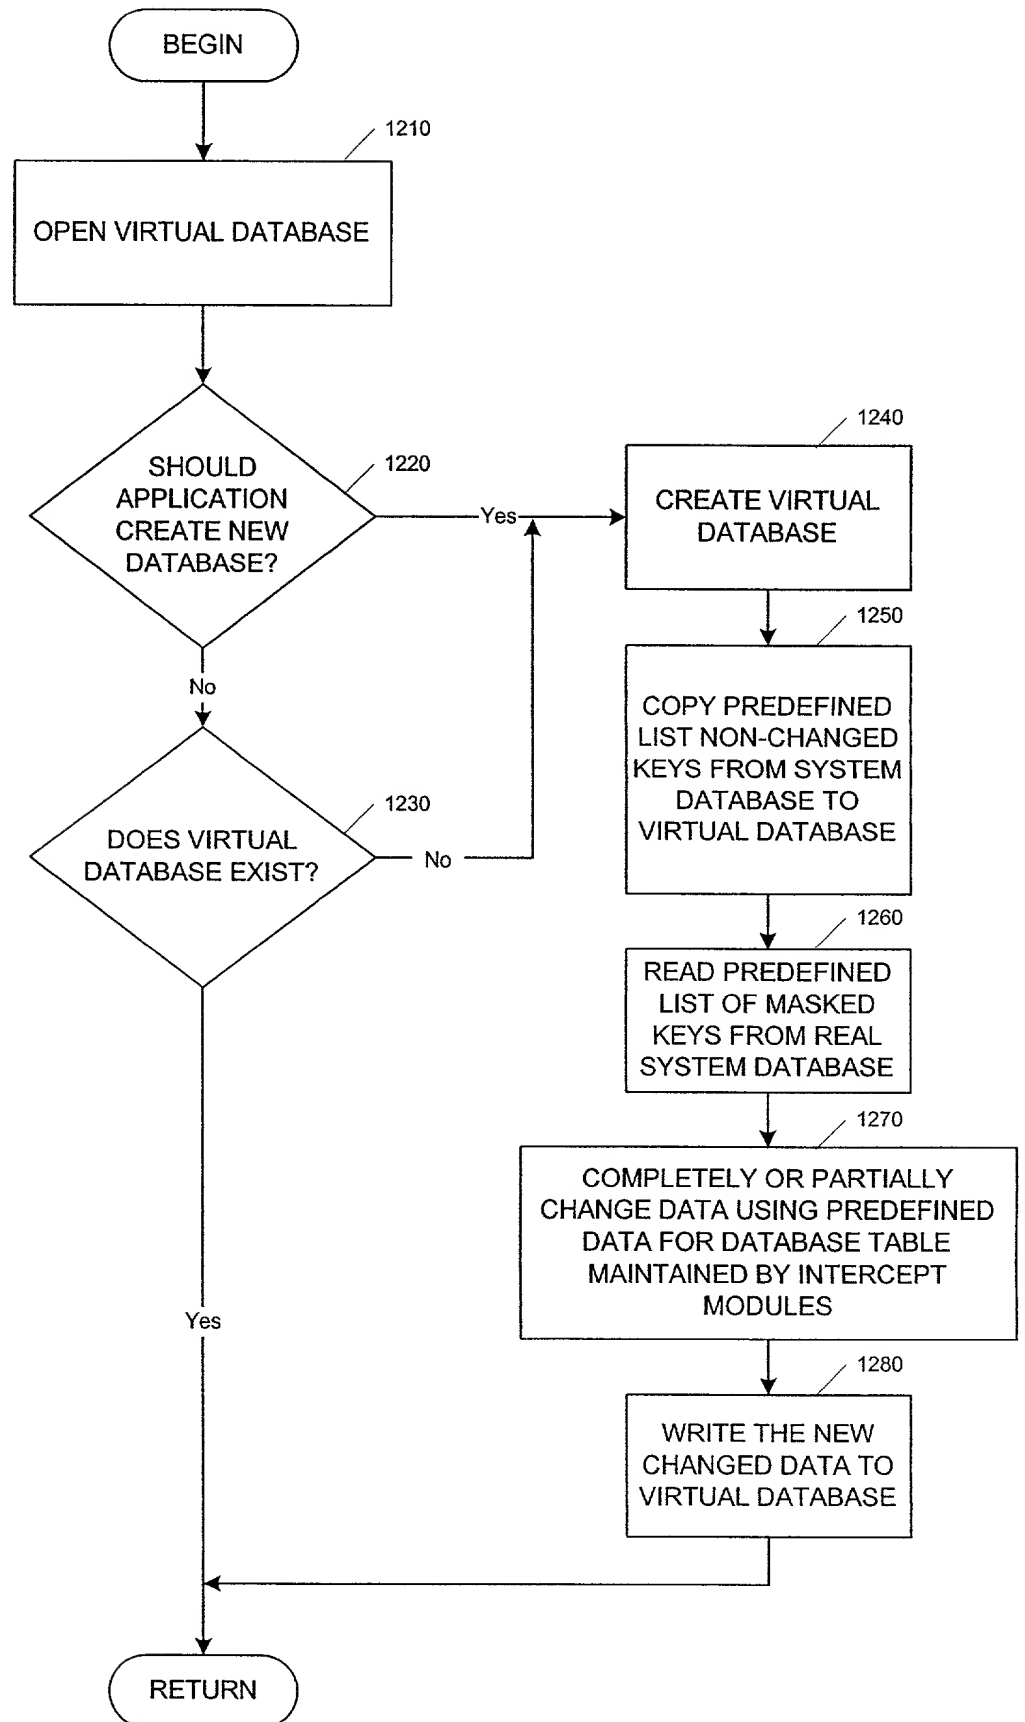 BEGIN
1210
OPEN VIRTUAL DATABASE
1220
SHOULD
APPLICATION
CREATE NEW
DATABASE?
Yes
No
1230
DOES VIRTUAL
DATABASE EXIST?
No
Yes
1240
CREATE VIRTUAL
DATABASE
1250
COPY PREDEFINED
LIST NON-CHANGED
KEYS FROM SYSTEM
DATABASE TO
VIRTUAL DATABASE
1260
READ PREDEFINED
LIST OF MASKED
KEYS FROM REAL
SYSTEM DATABASE
1270
COMPLETELY OR PARTIALLY
CHANGE DATA USING PREDEFINED
DATA FOR DATABASE TABLE
MAINTAINED BY INTERCEPT
MODULES
1280
WRITE THE NEW
CHANGED DATA TO
VIRTUAL DATABASE
RETURN